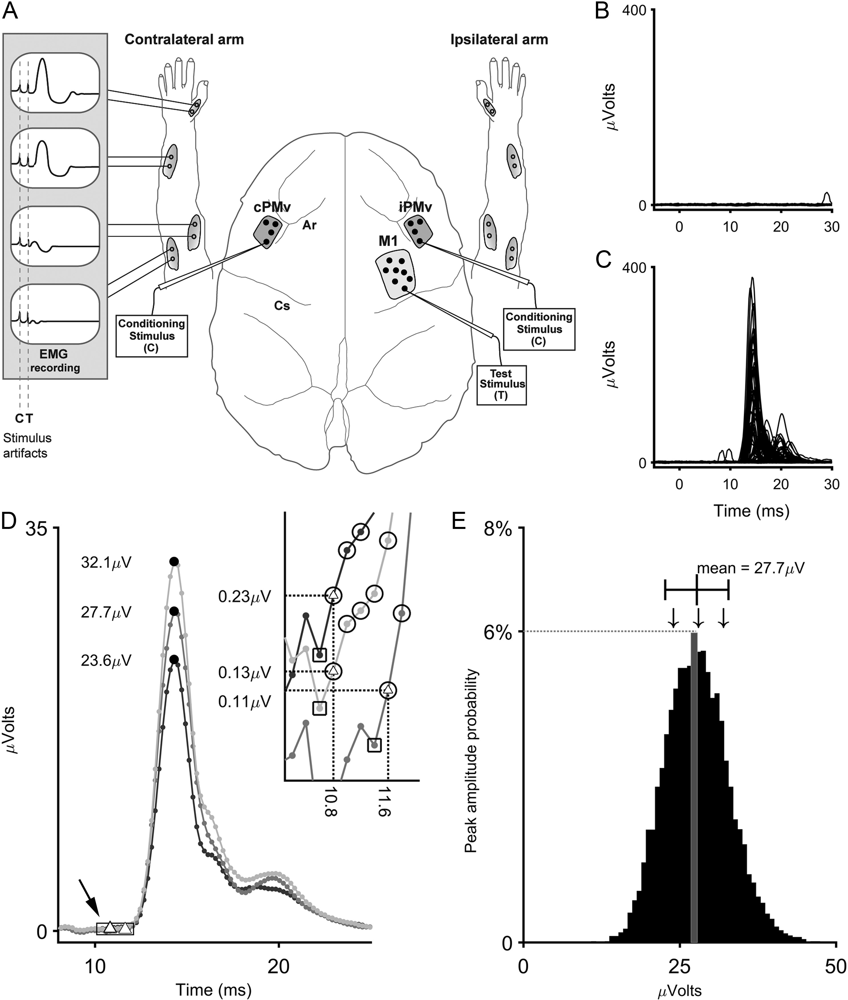 A
Contralateral arm
Ipsilateral arm
cPMv
iPMv
Ar
M1
Cs
Conditioning
Stimulus
(C)
Conditioning
Stimulus
(C)
Test
Stimulus
(T)
EMG
recording
C T
Stimulus
artifacts
B
400
μVolts
0
0 10 20 30
C
400
μVolts
0
0 10 20 30
Time (ms)
D
35
32.1μV
27.7μV
23.6μV
μVolts
0
10 20
Time (ms)
0.23μV
0.13μV
0.11μV
10.8
11.6
E
8%
mean = 27.7μV
6%
Peak amplitude probability
0
0 25 50
μVolts